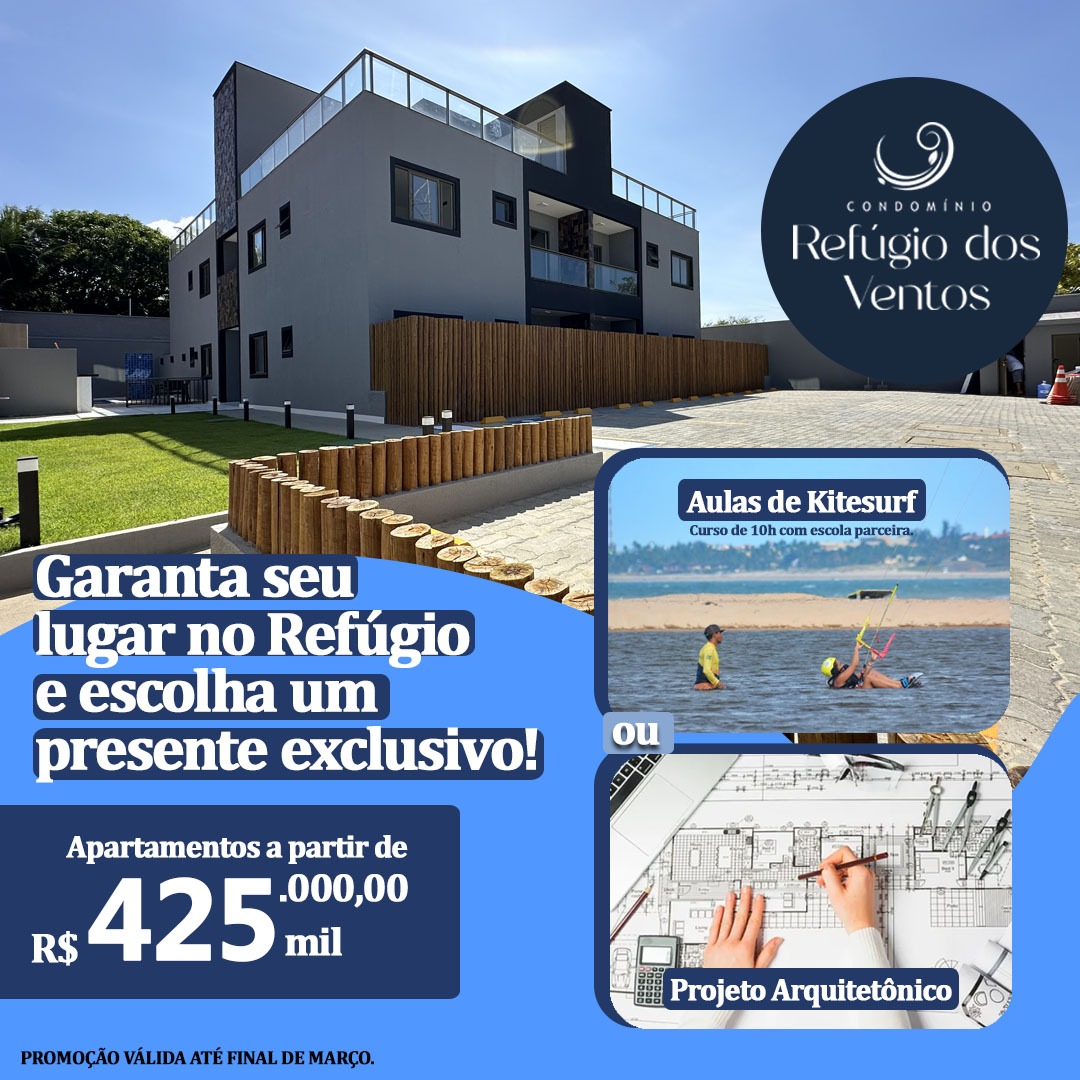 CONDOMÍNIO
Refúgio dos
Ventos
Aulas de Kitesurf
Curso de 10h com escola parceira.
Garanta seu
lugar no Refúgio
e escolha um
presente exclusivo!
ou
Apartamentos a partir de
R$ 425.000,00
mil
Projeto Arquitetônico
PROMOÇÃO VÁLIDA ATÉ FINAL DE MARÇO.